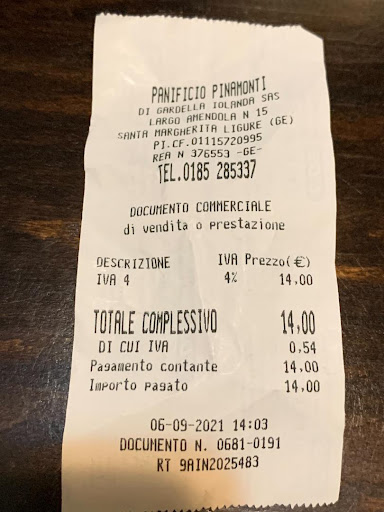 PANIFICIO PINAMONTI
DI GARDELLA IOLANDA SAS
LARGO AMENDOLA N 15
SANTA MARGHERITA LIGURE (GE)
PI.CF.01115720995
REA N 376553 -GE-
TEL.0185 285337
DOCUMENTO COMMERCIALE
di vendita o prestazione
DESCRIZIONE IVA Prezzo(€)
IVA 4 4% 14,00
TOTALE COMPLESSIVO 14,00
DI CUI IVA 0,54
Pagamento contante 14,00
Importo pagato 14,00
06-09-2021 14:03
DOCUMENTO N. 0681-0191
RT 9AIN2025483